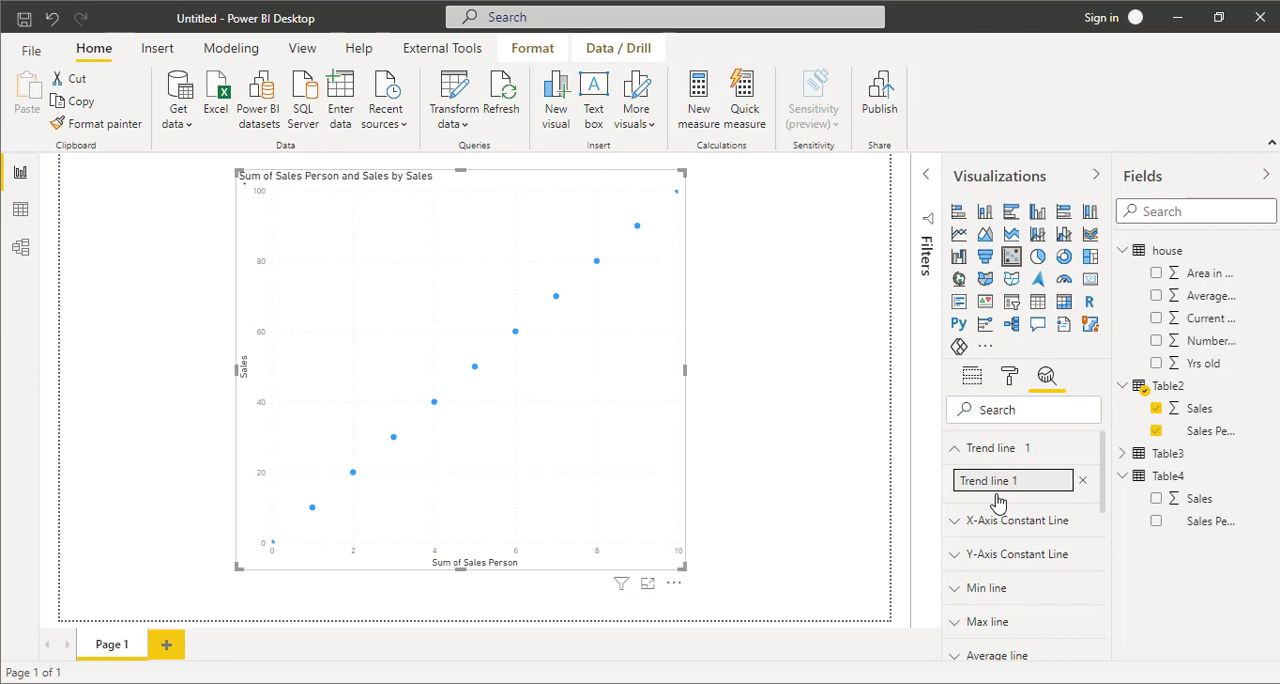 Untitled - Power BI Desktop
Search
Sign in
File
Home
Insert
Modeling
View
Help
External Tools
Format
Data / Drill
Paste
Cut
Copy
Format painter
Clipboard
Get data
Excel
Power BI datasets
SQL Server
Enter data
Recent sources
Data
Transform data
Refresh
Queries
New visual
Text box
More visuals
Insert
New measure
Quick measure
Calculations
Sensitivity (preview)
Sensitivity
Publish
Share
Sum of Sales Person and Sales by Sales
100
80
60
40
20
0
Sales
0 2 4 6 8 10
Sum of Sales Person
Filters
Visualizations
R
Py
Search
Trend line 1
Trend line 1
X-Axis Constant Line
Y-Axis Constant Line
Min line
Max line
Average line
Fields
Search
house
Area in ...
Average...
Current ...
Number...
Yrs old
Table2
Sales
Sales Pe...
Table3
Table4
Sales
Sales Pe...
Page 1
Page 1 of 1